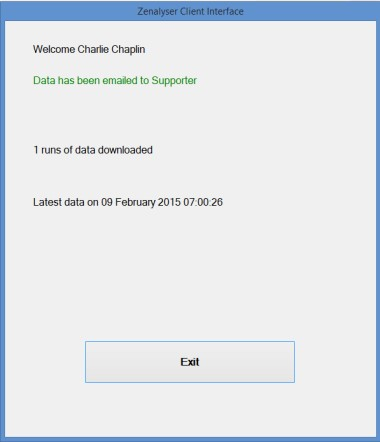 Zenalyser Client Interface
Welcome Charlie Chaplin
Data has been emailed to Supporter
1 runs of data downloaded
Latest data on 09 February 2015 07:00:26
Exit